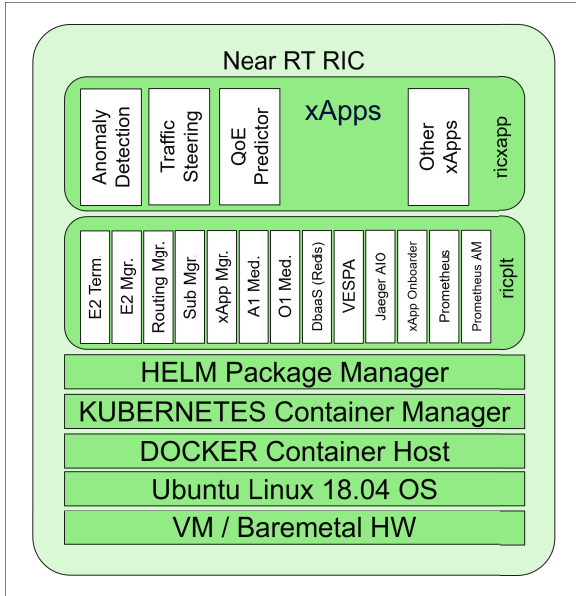 Near RT RIC
xApps
Anomaly
Detection
Traffic
Steering
QoE
Predictor
Other
xApps
ricxapp
E2 Term.
E2 Mgr.
Routing Mgr.
Sub Mgr
xApp Mgr.
A1 Med.
O1 Med.
DbaaS (Redis)
VESPA
Jaeger AIO
xApp Onboarder
Prometheus
Prometheus AM
ricplt
HELM Package Manager
KUBERNETES Container Manager
DOCKER Container Host
Ubuntu Linux 18.04 OS
VM / Baremetal HW